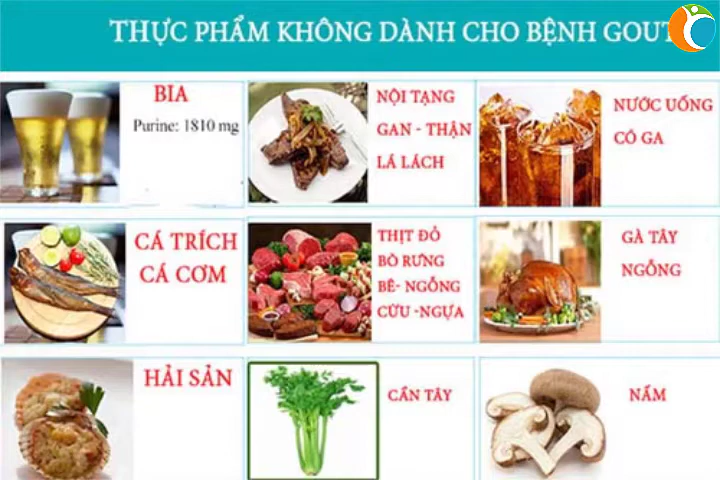 THỰC PHẨM KHÔNG DÀNH CHO BỆNH GOUT
BIA
Purine: 1810 mg
NỘI TẠNG
GAN - THẬN
LÁ LÁCH
NƯỚC UỐNG
CÓ GA
CÁ TRÍCH
CÁ CƠM
THỊT ĐỎ
BÒ RƯNG
BÊ- NGỖNG
CỪU -NGỰA
GÀ TÂY
NGỖNG
HẢI SẢN
CẦN TÂY
NẤM